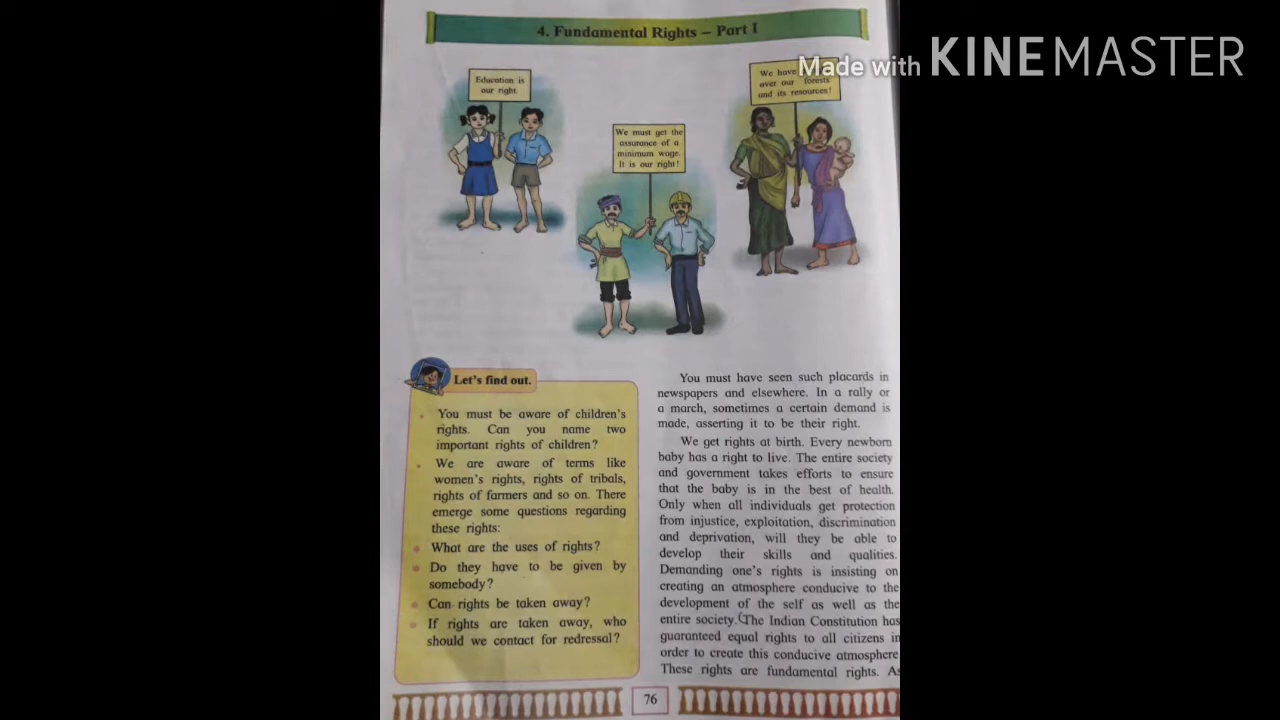 4. Fundamental Rights – Part I
Made with KINEMASTER
Education is
our right.
We must get the
assurance of a
minimum wage.
It is our right!
We have
over our forests
and its resources!
Let's find out.
You must be aware of children's
rights. Can you name two
important rights of children?
We are aware of terms like
women's rights, rights of tribals,
rights of farmers and so on. There
emerge some questions regarding
these rights:
What are the uses of rights?
Do they have to be given by
somebody?
Can rights be taken away?
If rights are taken away, who
should we contact for redressal?
You must have seen such placards in
newspapers and elsewhere. In a rally or
a march, sometimes a certain demand is
made, asserting it to be their right.
We get rights at birth. Every newborn
baby has a right to live. The entire society
and government takes efforts to ensure
that the baby is in the best of health.
Only when all individuals get protection
from injustice, exploitation, discrimination
and deprivation, will they be able to
develop their skills and qualities.
Demanding one's rights is insisting on
creating an atmosphere conducive to the
development of the self as well as the
entire society. (The Indian Constitution has
guaranteed equal rights to all citizens in
order to create this conducive atmosphere
These rights are fundamental rights. As
76